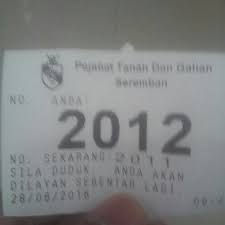 Pejabat Tanah Dan Galian
Seremban
NO. ANDA:
2012
NO. SEKARANG: 2011
SILA DUDUK. ANDA AKAN
DILAYAN SEBENTAR LAGI.
28/06/2016